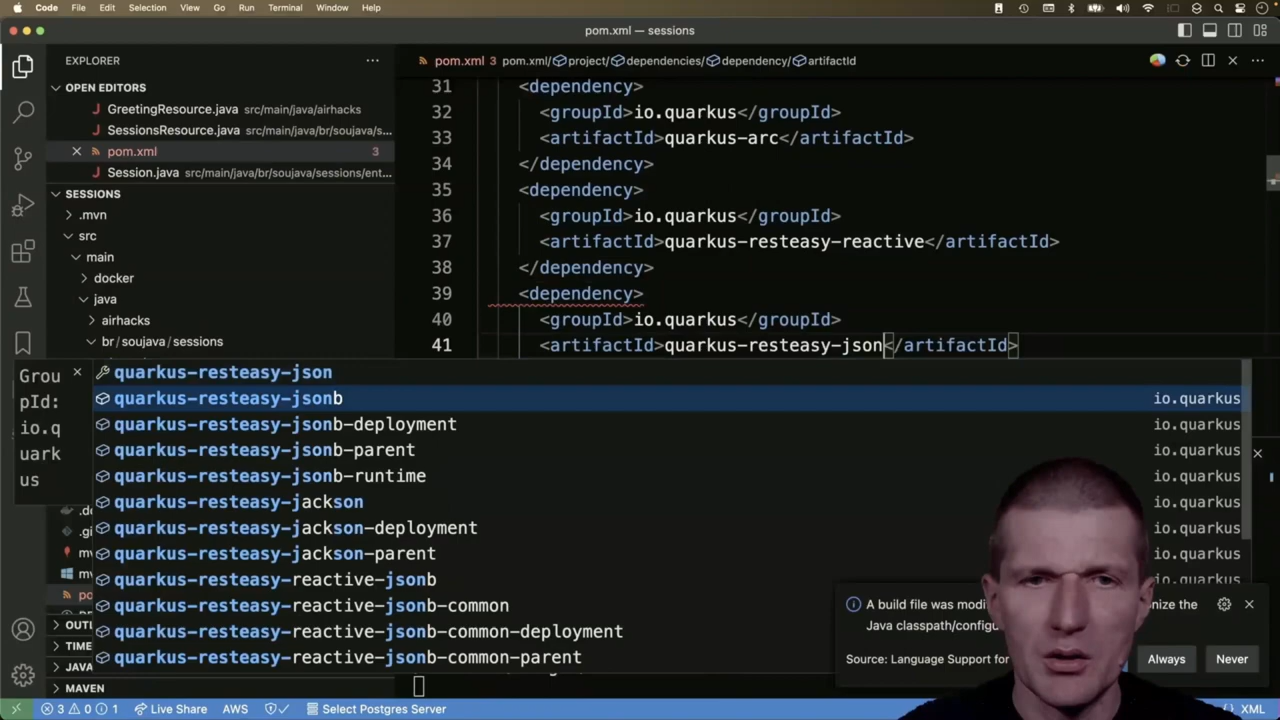 Code File Edit Selection View Go Run Terminal Window Help
pom.xml — sessions
EXPLORER
OPEN EDITORS
GreetingResource.java src/main/java/airhacks
SessionsResource.java src/main/java/br/soujava/s...
pom.xml 3
Session.java src/main/java/br/soujava/sessions/ent...
SESSIONS
.mvn
src
main
docker
java
airhacks
br/soujava/sessions
pom.xml 3 pom.xml/project/dependencies/dependency/artifactId
31 <dependency>
32 <groupId>io.quarkus</groupId>
33 <artifactId>quarkus-arc</artifactId>
34 </dependency>
35 <dependency>
36 <groupId>io.quarkus</groupId>
37 <artifactId>quarkus-resteasy-reactive</artifactId>
38 </dependency>
39 <dependency>
40 <groupId>io.quarkus</groupId>
41 <artifactId>quarkus-resteasy-json</artifactId>
Grou
pId:
io.q
uark
us
quarkus-resteasy-json
quarkus-resteasy-jsonb io.quarkus
quarkus-resteasy-jsonb-deployment io.quarkus
quarkus-resteasy-jsonb-parent io.quarkus
quarkus-resteasy-jsonb-runtime io.quarkus
quarkus-resteasy-jackson io.quarkus
quarkus-resteasy-jackson-deployment io.quarkus
quarkus-resteasy-jackson-parent io.quarkus
quarkus-resteasy-reactive-jsonb io.quarkus
quarkus-resteasy-reactive-jsonb-common
quarkus-resteasy-reactive-jsonb-common-deployment
quarkus-resteasy-reactive-jsonb-common-parent
.gi
mv
mv
po
OUT
TIME
JAVA
MAVEN
A build file was modi
nize the
Java classpath/configu
Source: Language Support for
Always
Never
3 0 1 Live Share AWS Select Postgres Server
XML